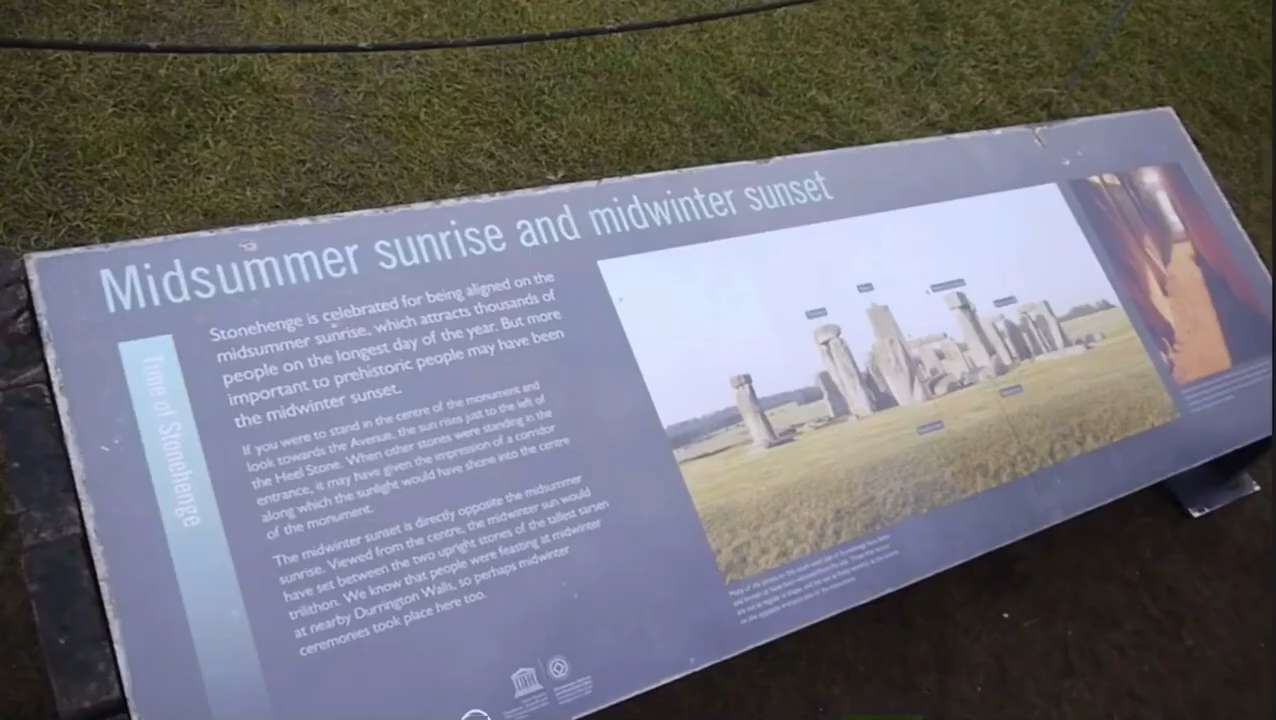 Midsummer sunrise and midwinter sunset
Time of Stonehenge
Stonehenge is celebrated for being aligned on the
midsummer sunrise, which attracts thousands of
people on the longest day of the year. But more
important to prehistoric people may have been
the midwinter sunset.
If you were to stand in the centre of the monument and
look towards the Avenue, the sun rises just to the left of
the Heel Stone. When other stones were standing in the
entrance, it may have given the impression of a corridor
along which the sunlight would have shone into the centre
of the monument.
The midwinter sunset is directly opposite the midsummer
sunrise. Viewed from the centre, the midwinter sun would
have set between the two upright stones of the tallest sarsen
trilithon. We know that people were feasting at midwinter
at nearby Durrington Walls, so perhaps midwinter
ceremonies took place here too.